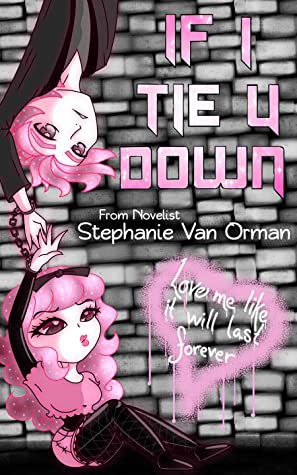 IF I
TIE U
DOWN
From Novelist
Stephanie Van Orman
Love me like
it will last
forever